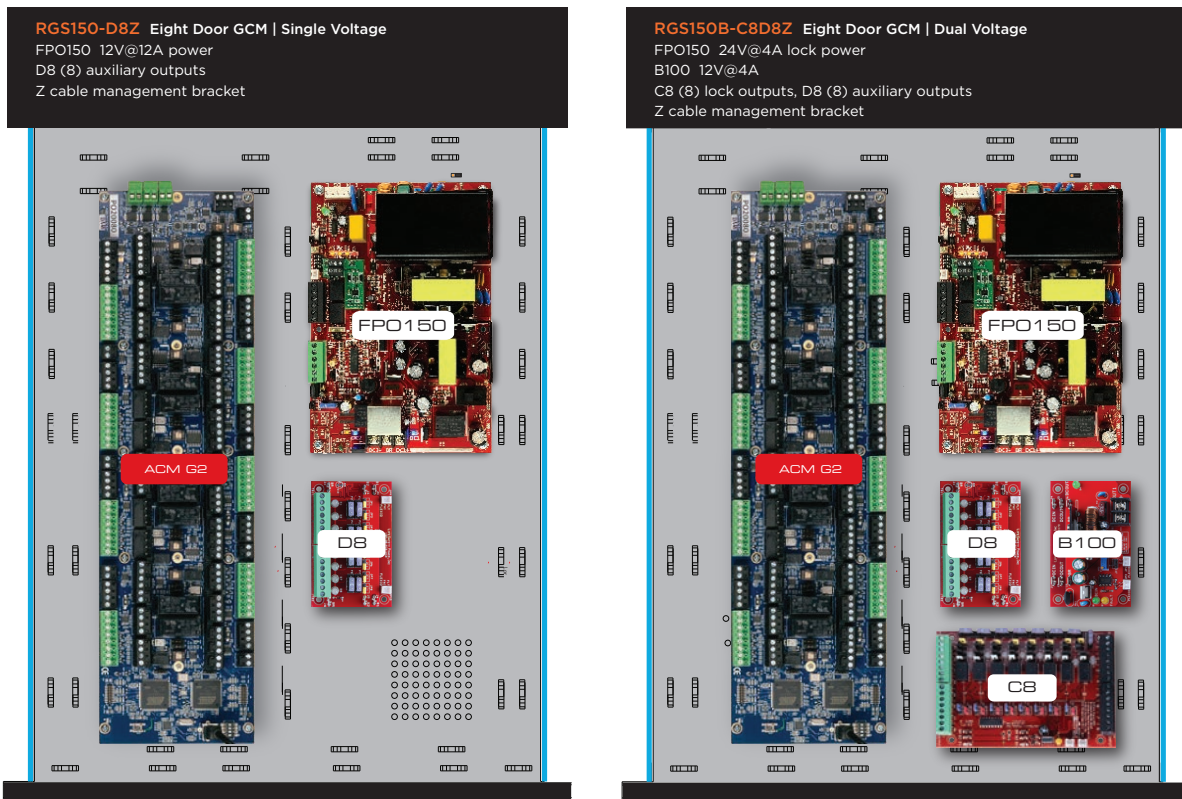 RGS150-D8Z Eight Door GCM | Single Voltage
FPO150 12V@12A power
D8 (8) auxiliary outputs
Z cable management bracket
FPO150
ACM G2
D8
RGS150B-C8D8Z Eight Door GCM | Dual Voltage
FPO150 24V@4A lock power
B100 12V@4A
C8 (8) lock outputs, D8 (8) auxiliary outputs
Z cable management bracket
FPO150
ACM G2
D8
B100
C8